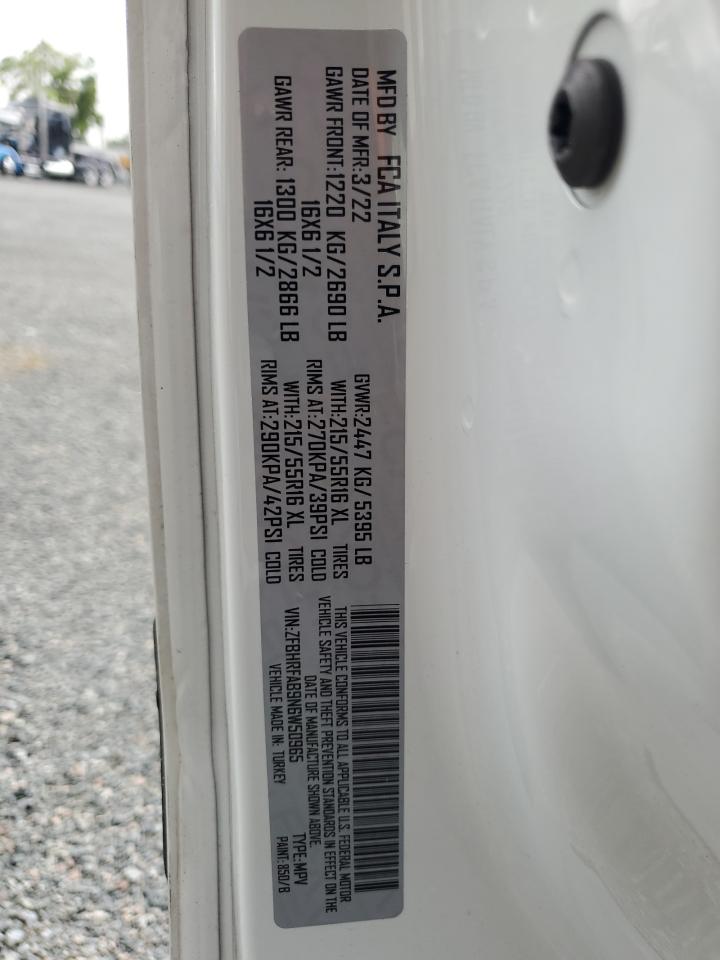 MFD BY FCA ITALY S.P.A.
DATE OF MFR:3/22 GVWR:2447 KG/5395 LB
GAWR FRONT:1220 KG/2690 LB WITH:215/55R16 XL TIRES
16X6 1/2 RIMS AT:270KPA/39PSI COLD
GAWR REAR: 1300 KG/2866 LB WITH:215/55R16 XL TIRES
16X6 1/2 RIMS AT:290KPA/42PSI COLD
THIS VEHICLE CONFORMS TO ALL APPLICABLE U.S. FEDERAL MOTOR
VEHICLE SAFETY AND THEFT PREVENTION STANDARDS IN EFFECT ON THE
DATE OF MANUFACTURE SHOWN ABOVE.
VIN:ZFBHRFAB9N6W50965 TYPE:MPV
VEHICLE MADE IN: TURKEY PAINT:850/B